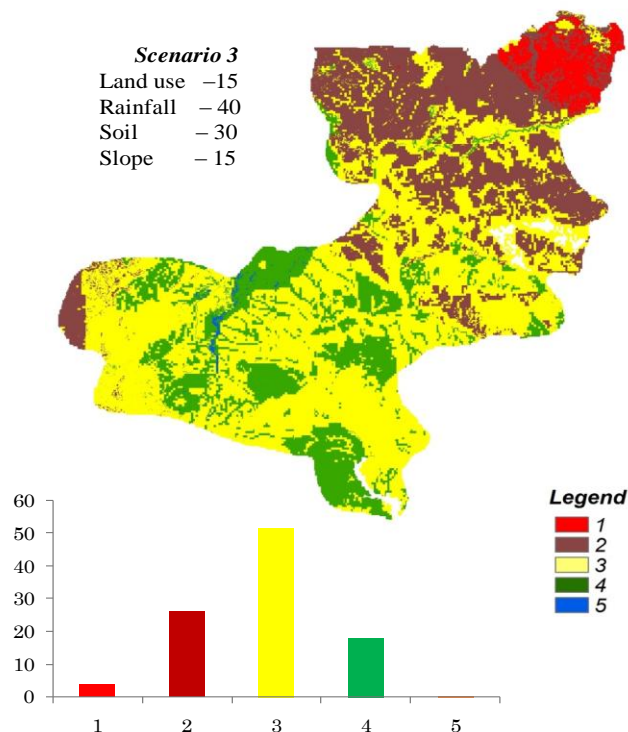 Scenario 3
Land use –15
Rainfall – 40
Soil – 30
Slope – 15
60
50
40
30
20
10
0
1 2 3 4 5
Legend
1
2
3
4
5